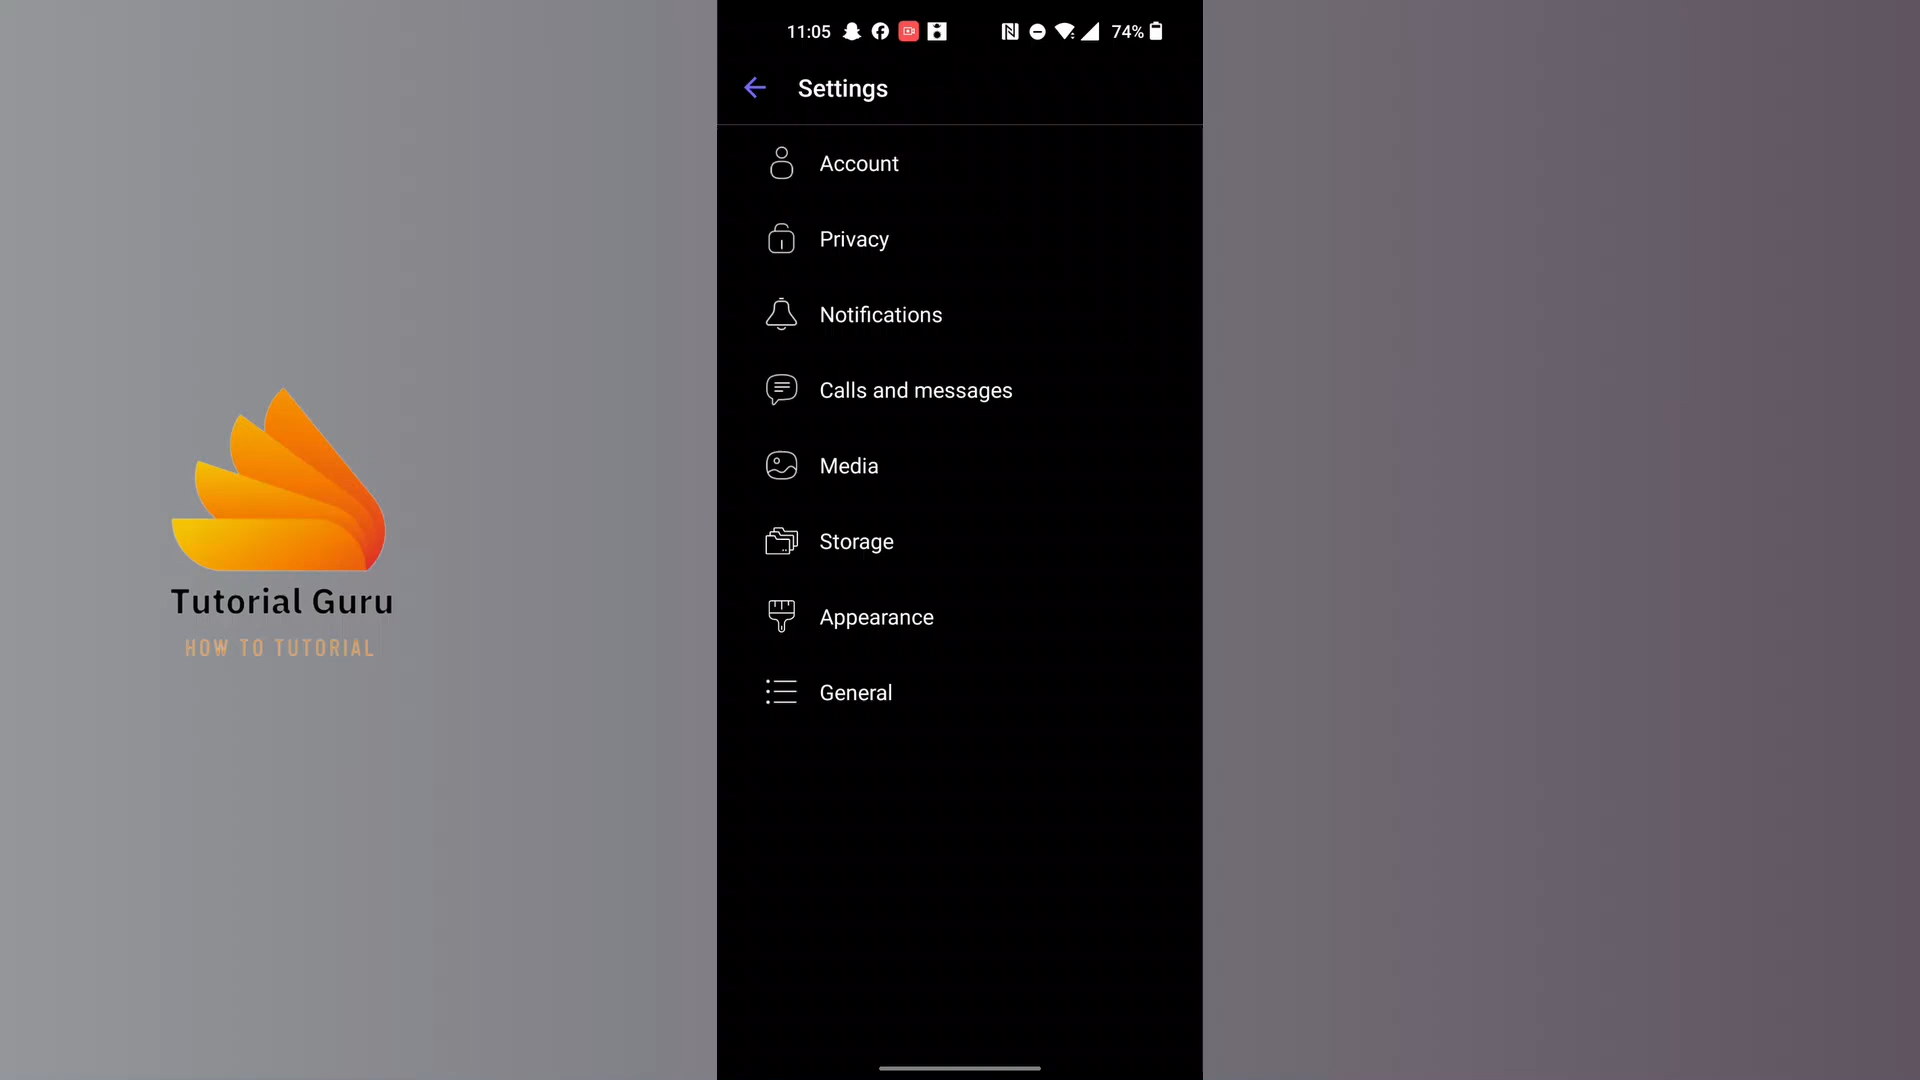 11:05
74%
Settings
Account
Privacy
Notifications
Calls and messages
Media
Storage
Appearance
General
Tutorial Guru
HOW TO TUTORIAL